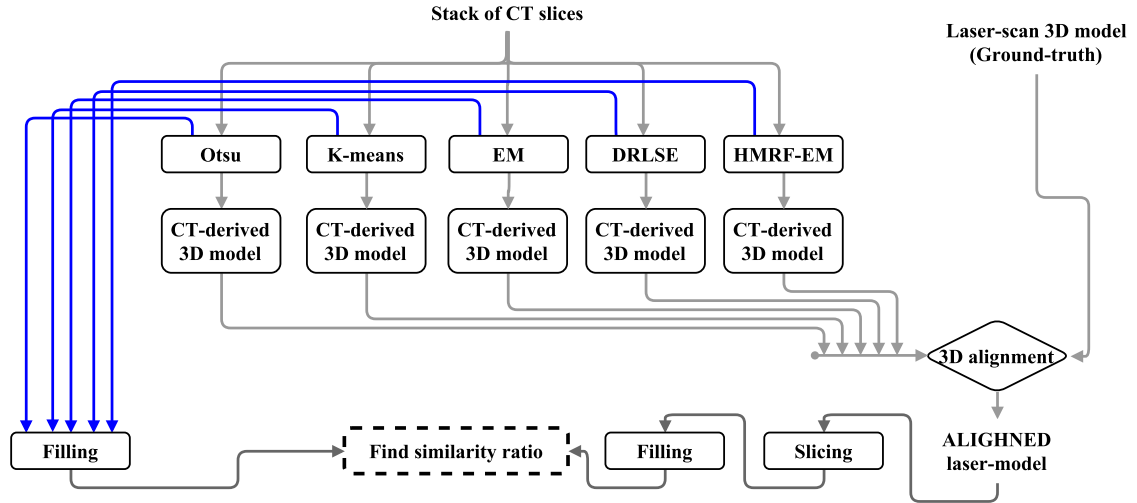 Stack of CT slices
Laser-scan 3D model
(Ground-truth)
Otsu
K-means
EM
DRLSE
HMRF-EM
CT-derived
3D model
CT-derived
3D model
CT-derived
3D model
CT-derived
3D model
CT-derived
3D model
3D alignment
Filling
Find similarity ratio
Filling
Slicing
ALIGHNED
laser-model